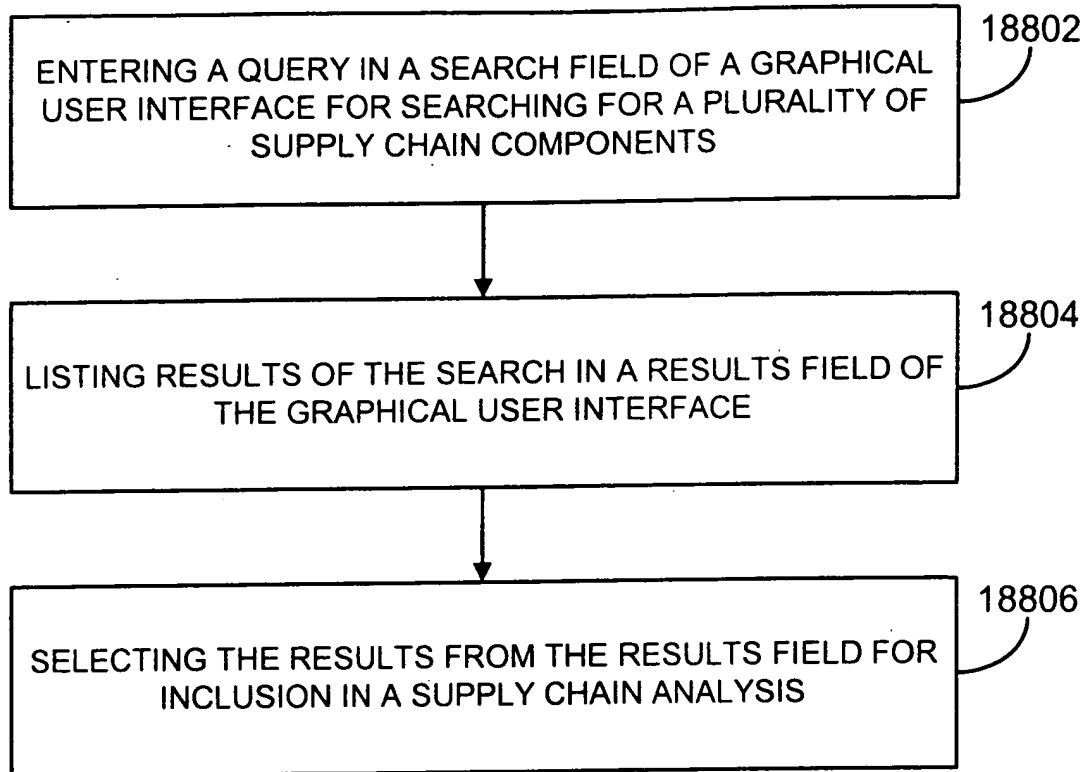 18802
ENTERING A QUERY IN A SEARCH FIELD OF A GRAPHICAL
USER INTERFACE FOR SEARCHING FOR A PLURALITY OF
SUPPLY CHAIN COMPONENTS
18804
LISTING RESULTS OF THE SEARCH IN A RESULTS FIELD OF
THE GRAPHICAL USER INTERFACE
18806
SELECTING THE RESULTS FROM THE RESULTS FIELD FOR
INCLUSION IN A SUPPLY CHAIN ANALYSIS